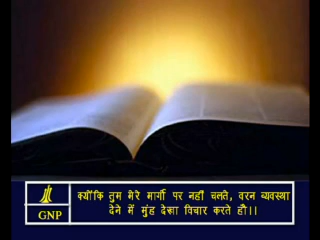 क्योंकि तुम मेरे मार्गों पर नहीं चलते, वरन व्यवस्था
देने में मुंह देखा विचार करते हो।।
GNP